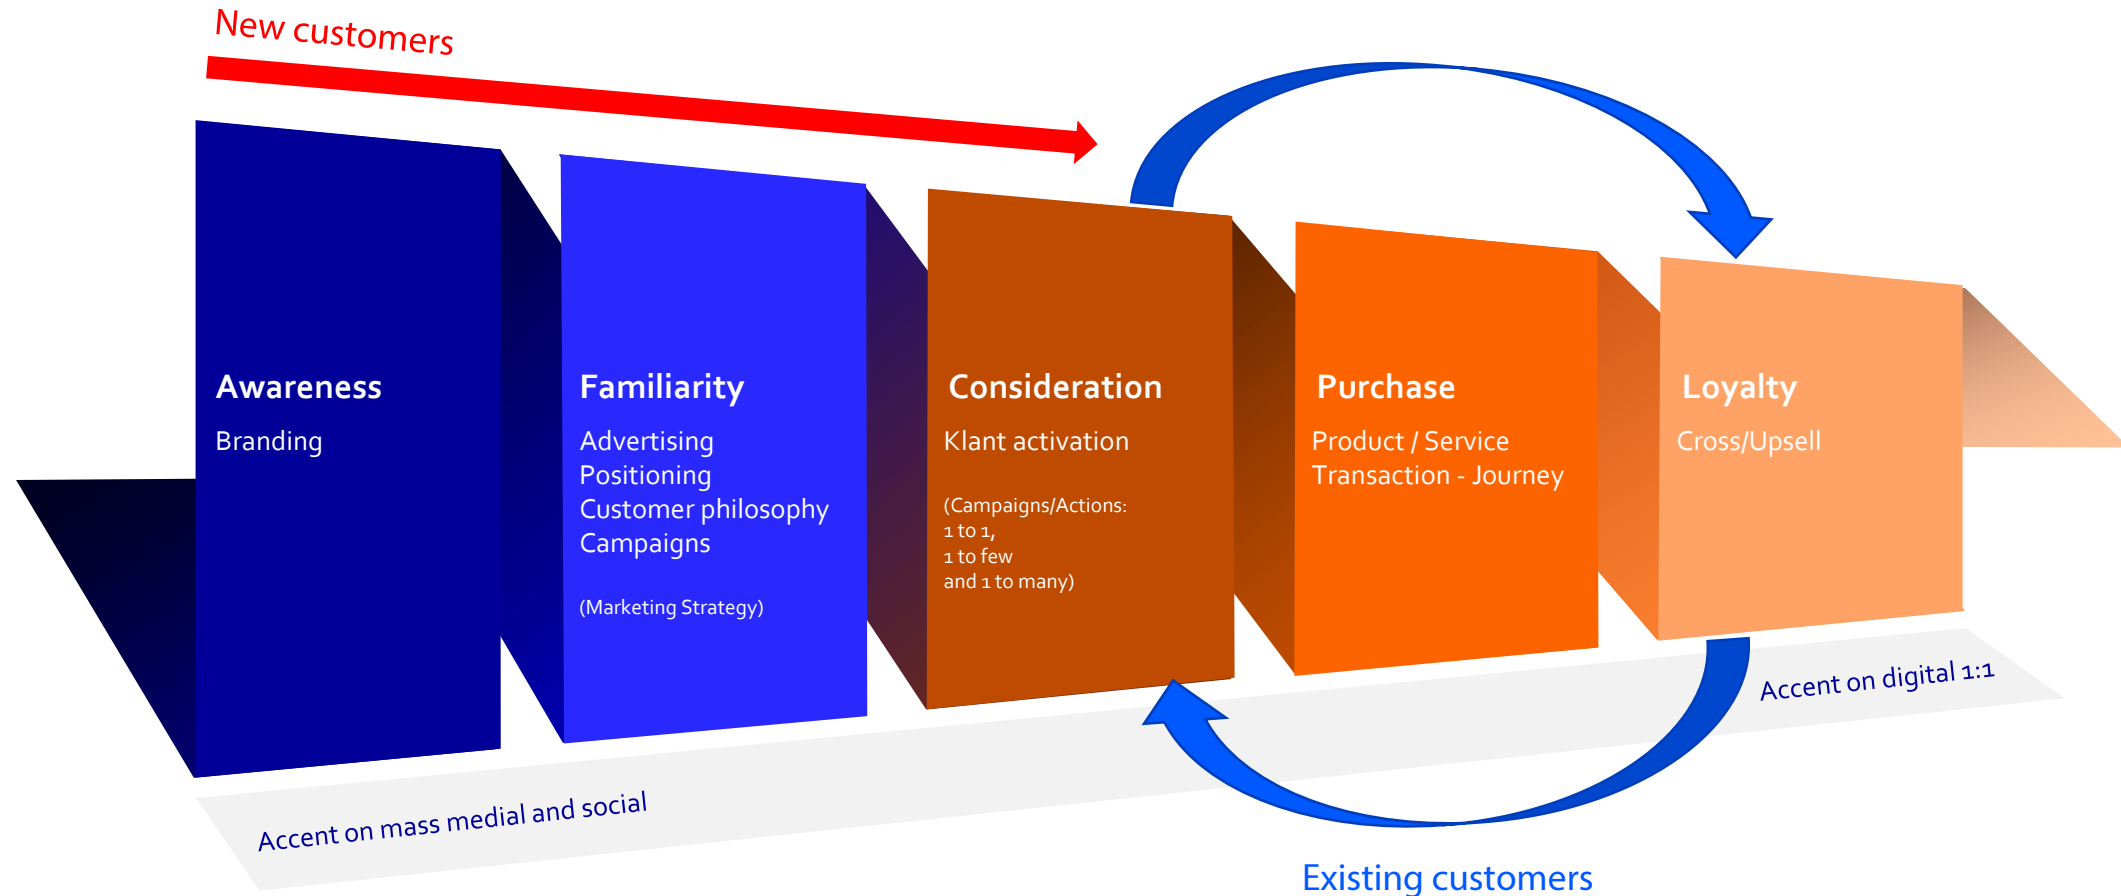 New customers
Awareness
Branding
Familiarity
Advertising
Positioning
Customer philosophy
Campaigns
(Marketing Strategy)
Consideration
Klant activation
(Campaigns/Actions:
1 to 1,
1 to few
and 1 to many)
Purchase
Product / Service
Transaction - Journey
Loyalty
Cross/Upsell
Accent on mass medial and social
Accent on digital 1:1
Existing customers